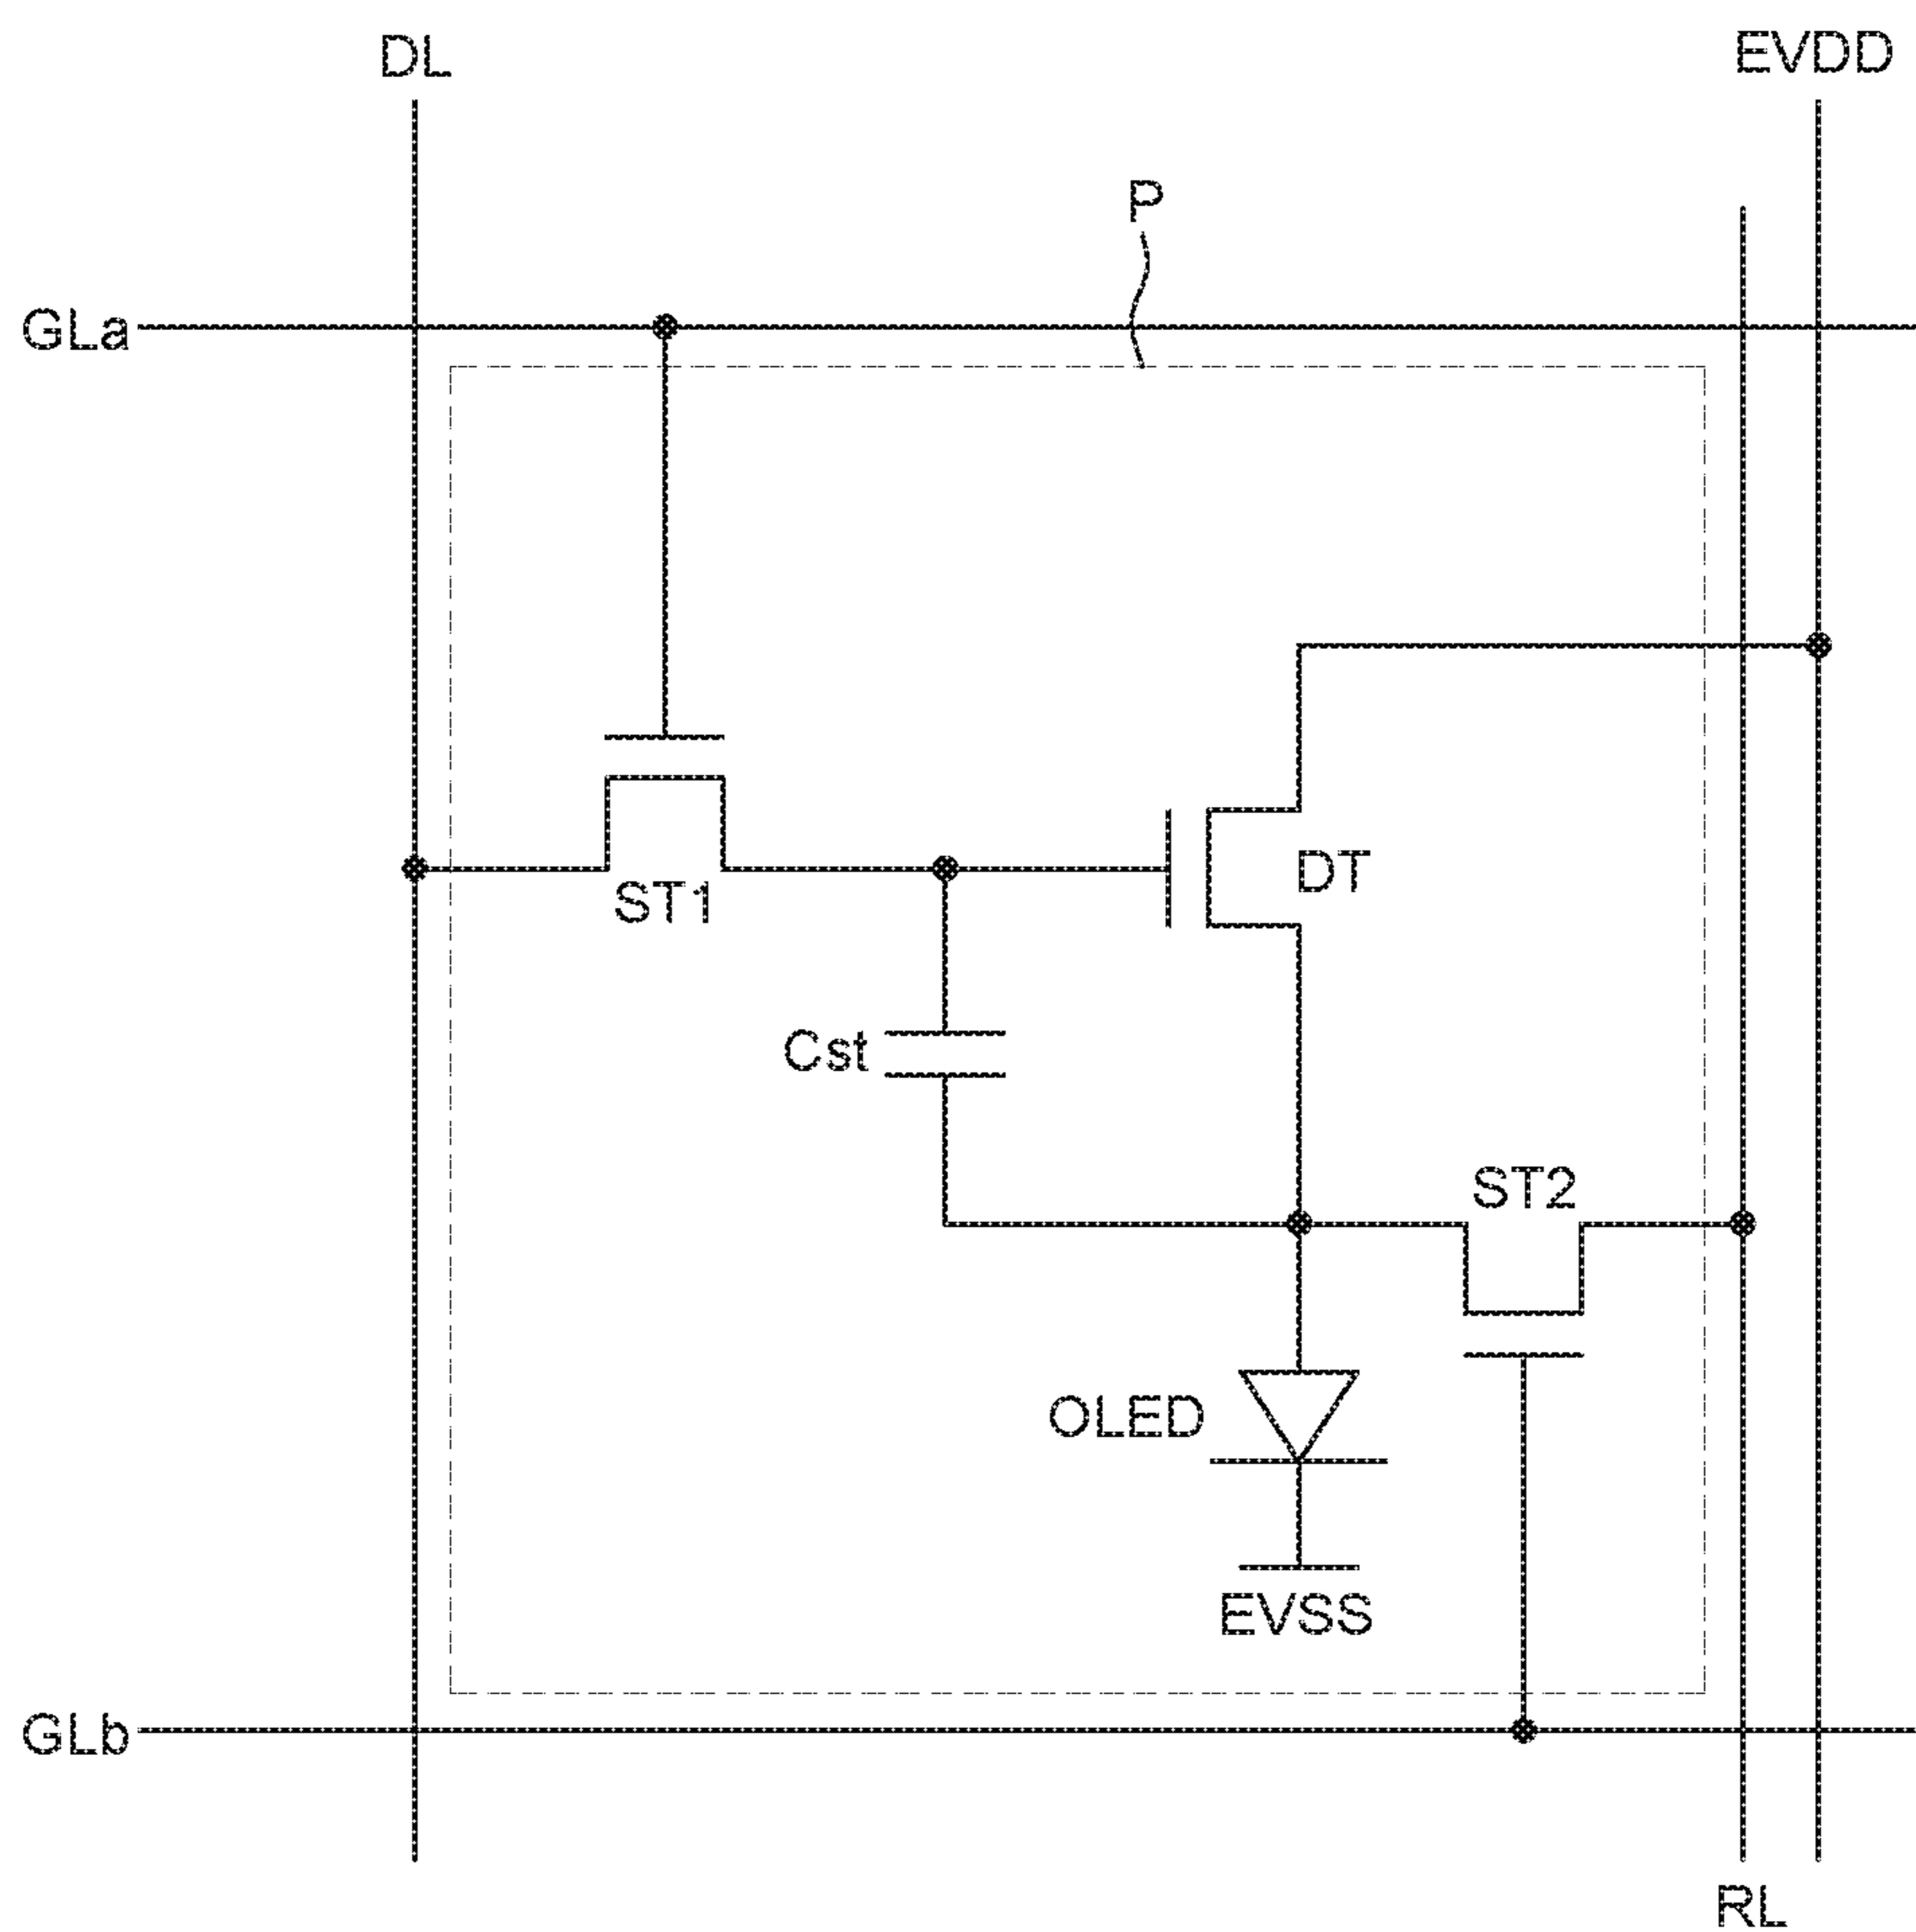 DL
EVDD
P
GLa
DT
ST1
Cst
ST2
OLED
EVSS
GLb
RL